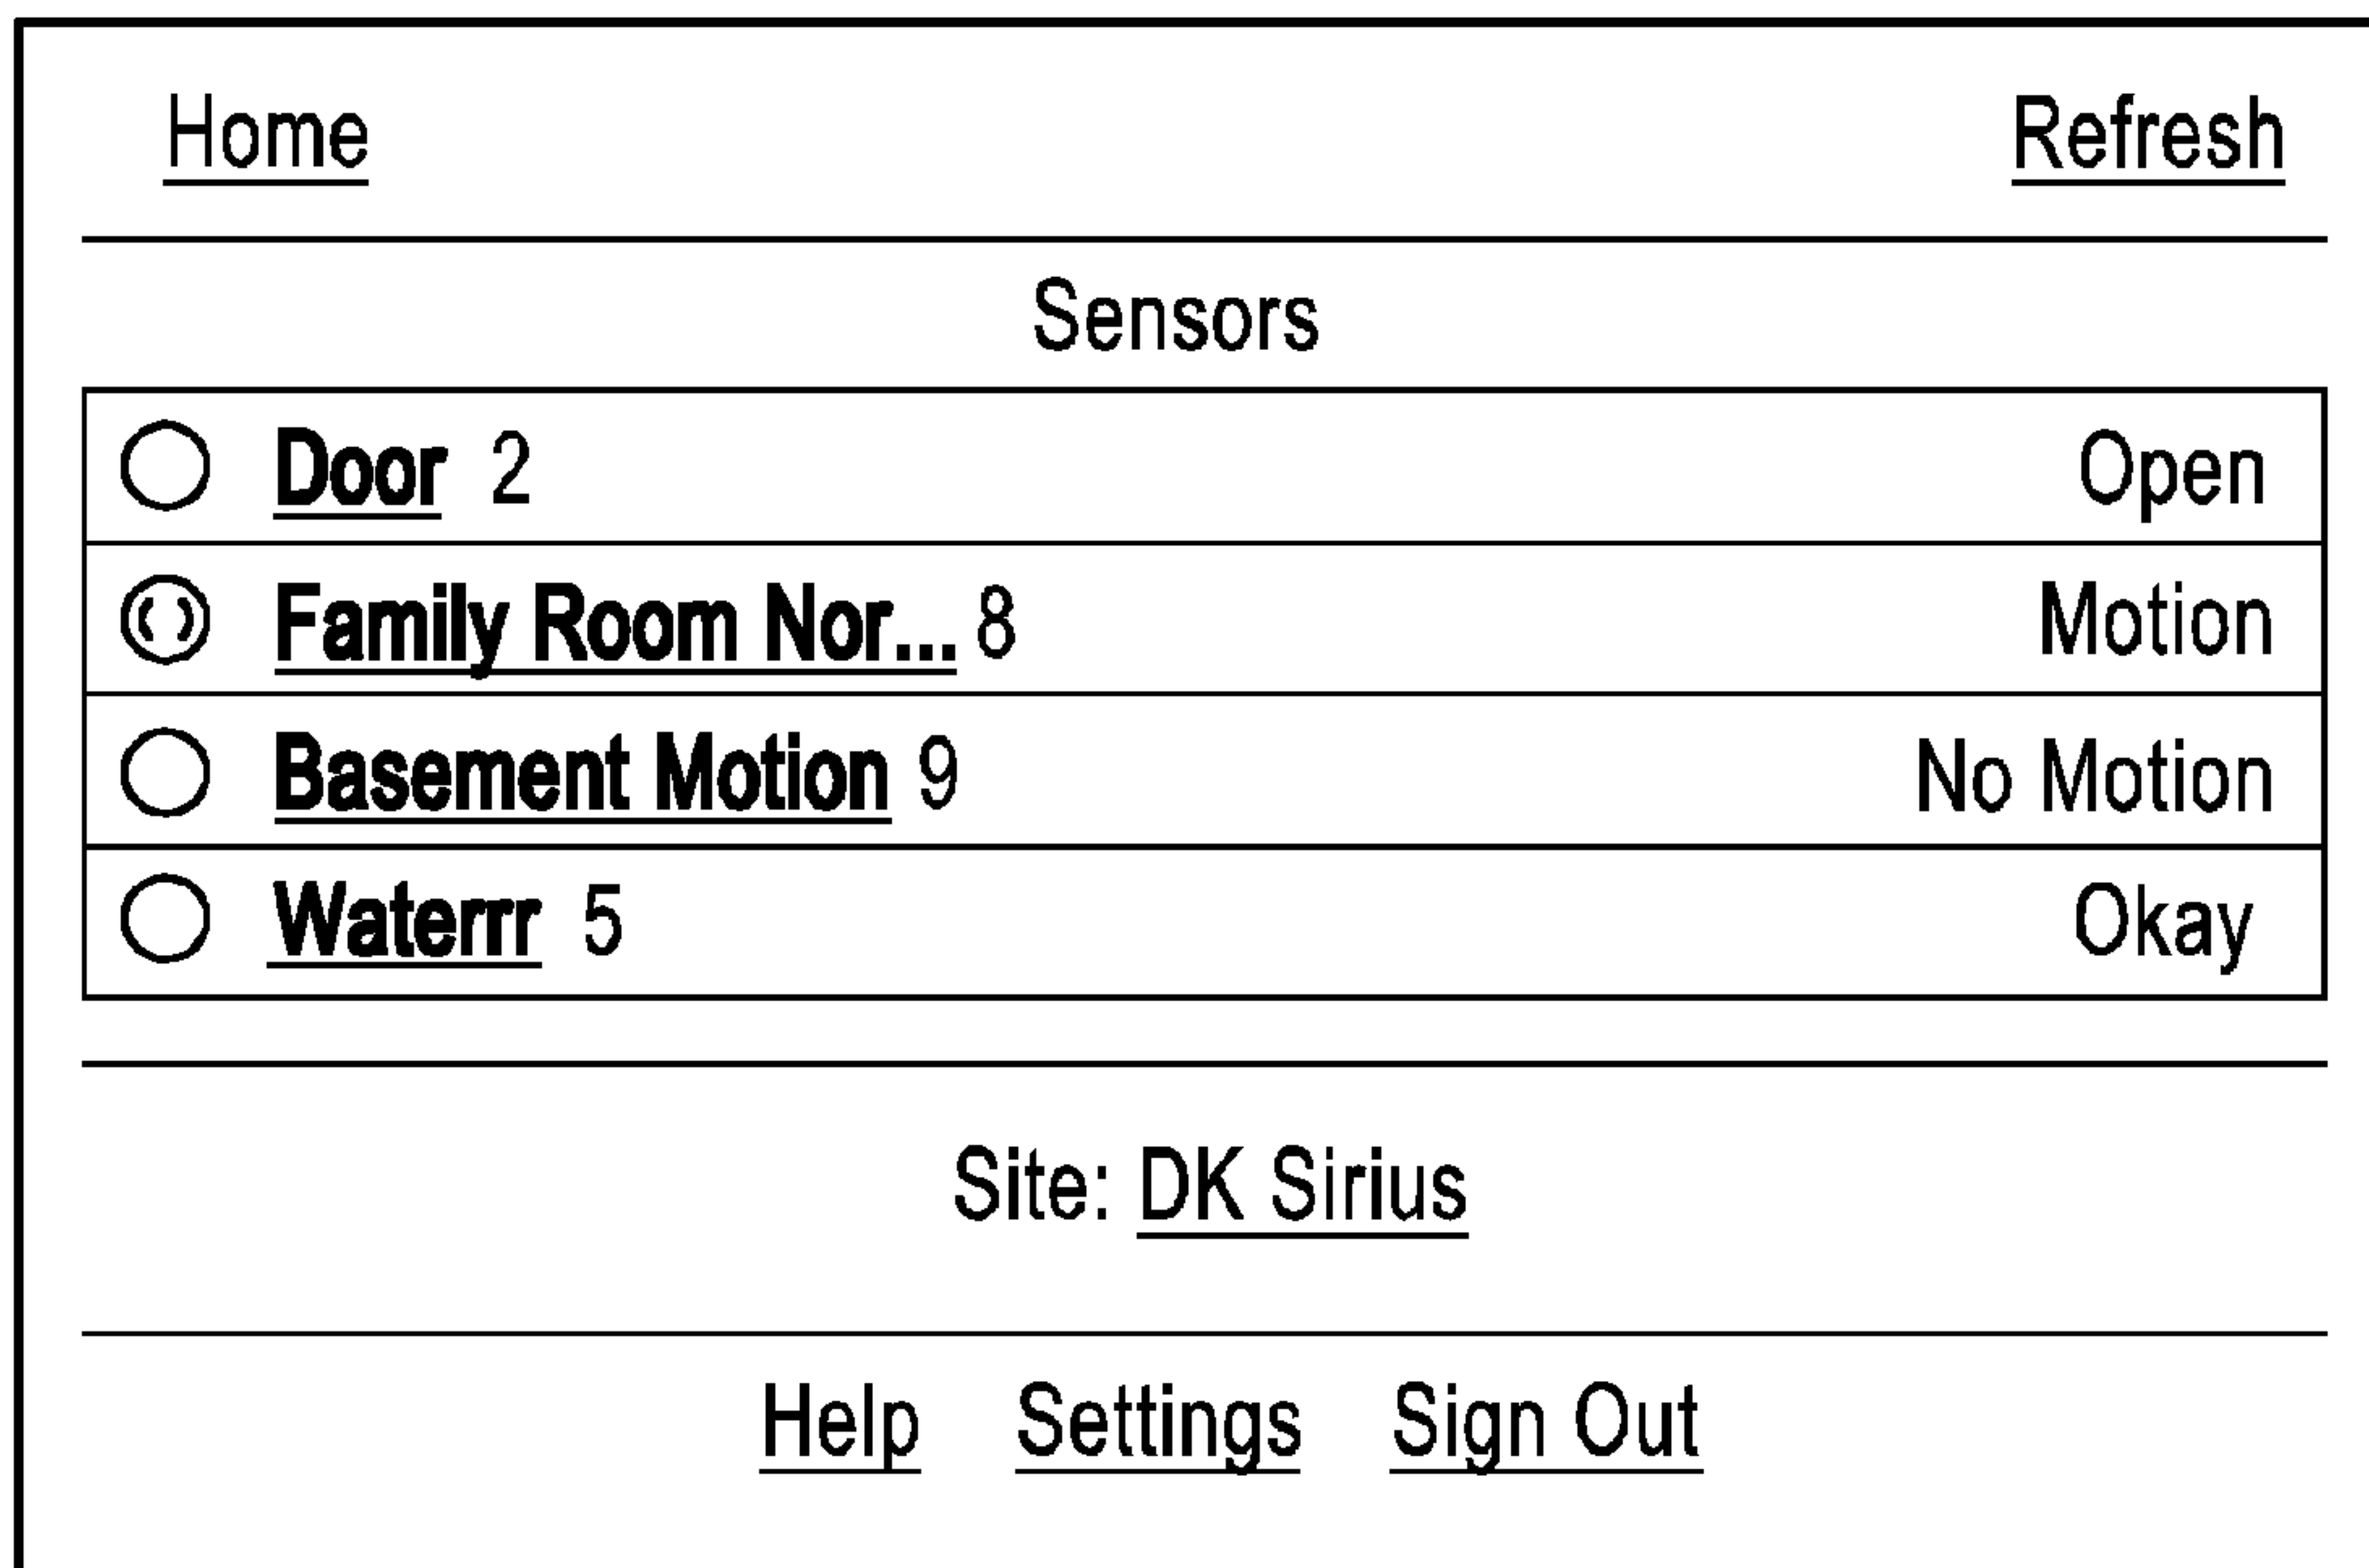 Home Refresh
Sensors
Door 2 Open
Family Room Nor... 8 Motion
Basement Motion 9 No Motion
Waterrr 5 Okay
Site: DK Sirius
Help Settings Sign Out